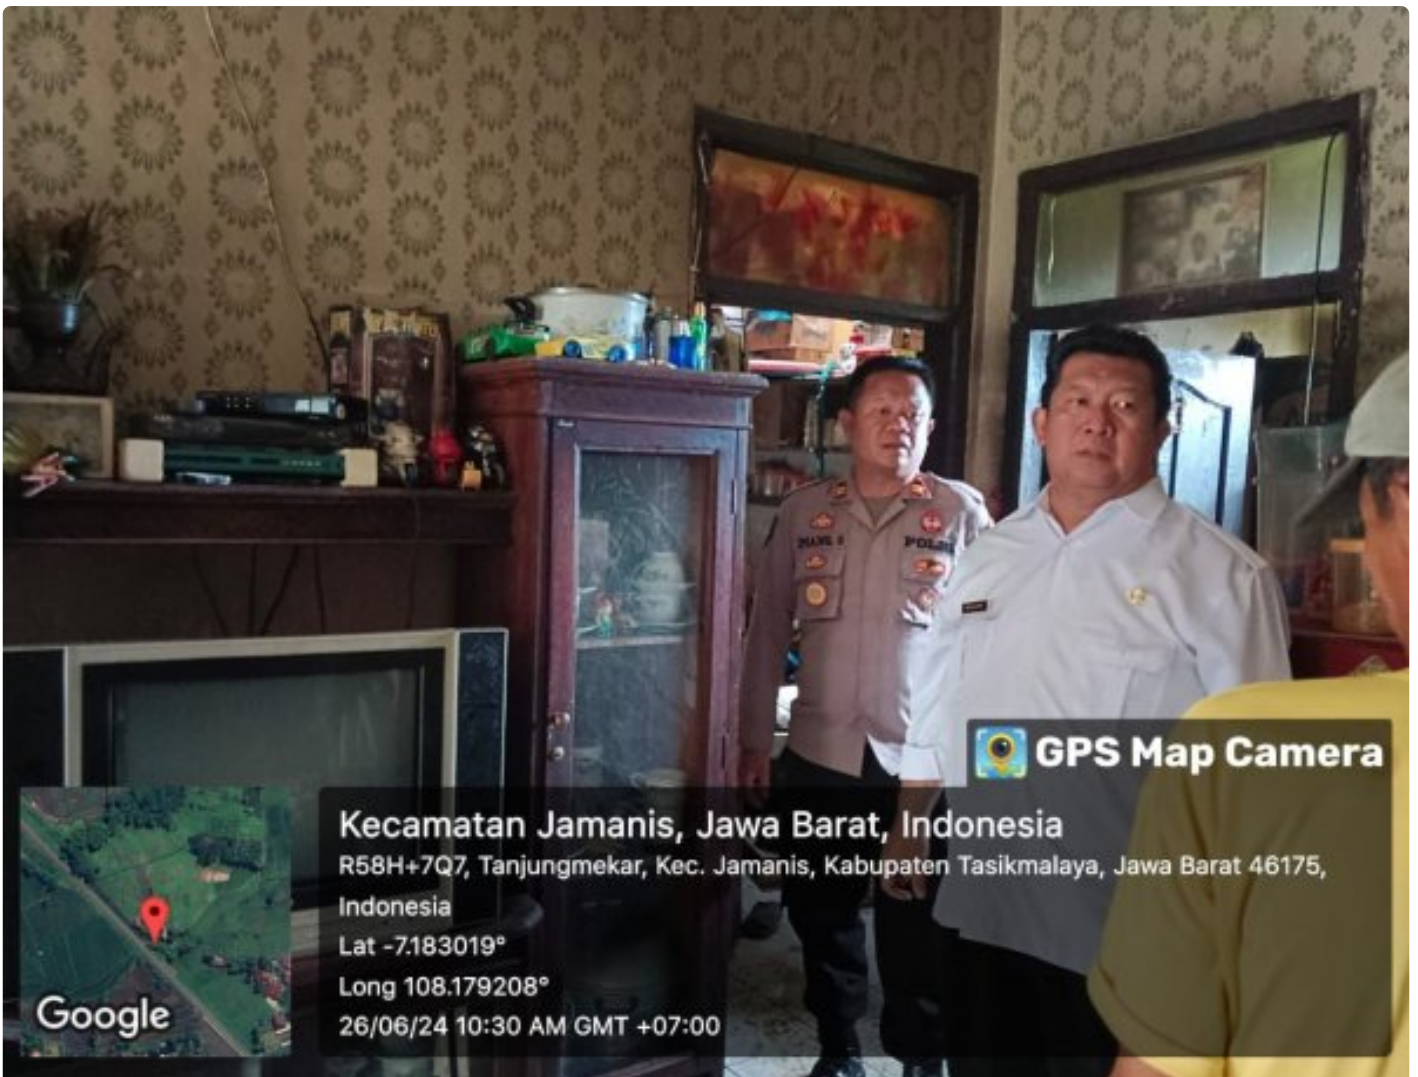 POLRI
GPS Map Camera
Kecamatan Jamanis, Jawa Barat, Indonesia
R58H+7Q7, Tanjungmekar, Kec. Jamanis, Kabupaten Tasikmalaya, Jawa Barat 46175,
Indonesia
Lat -7.183019°
Long 108.179208°
26/06/24 10:30 AM GMT +07:00
Google